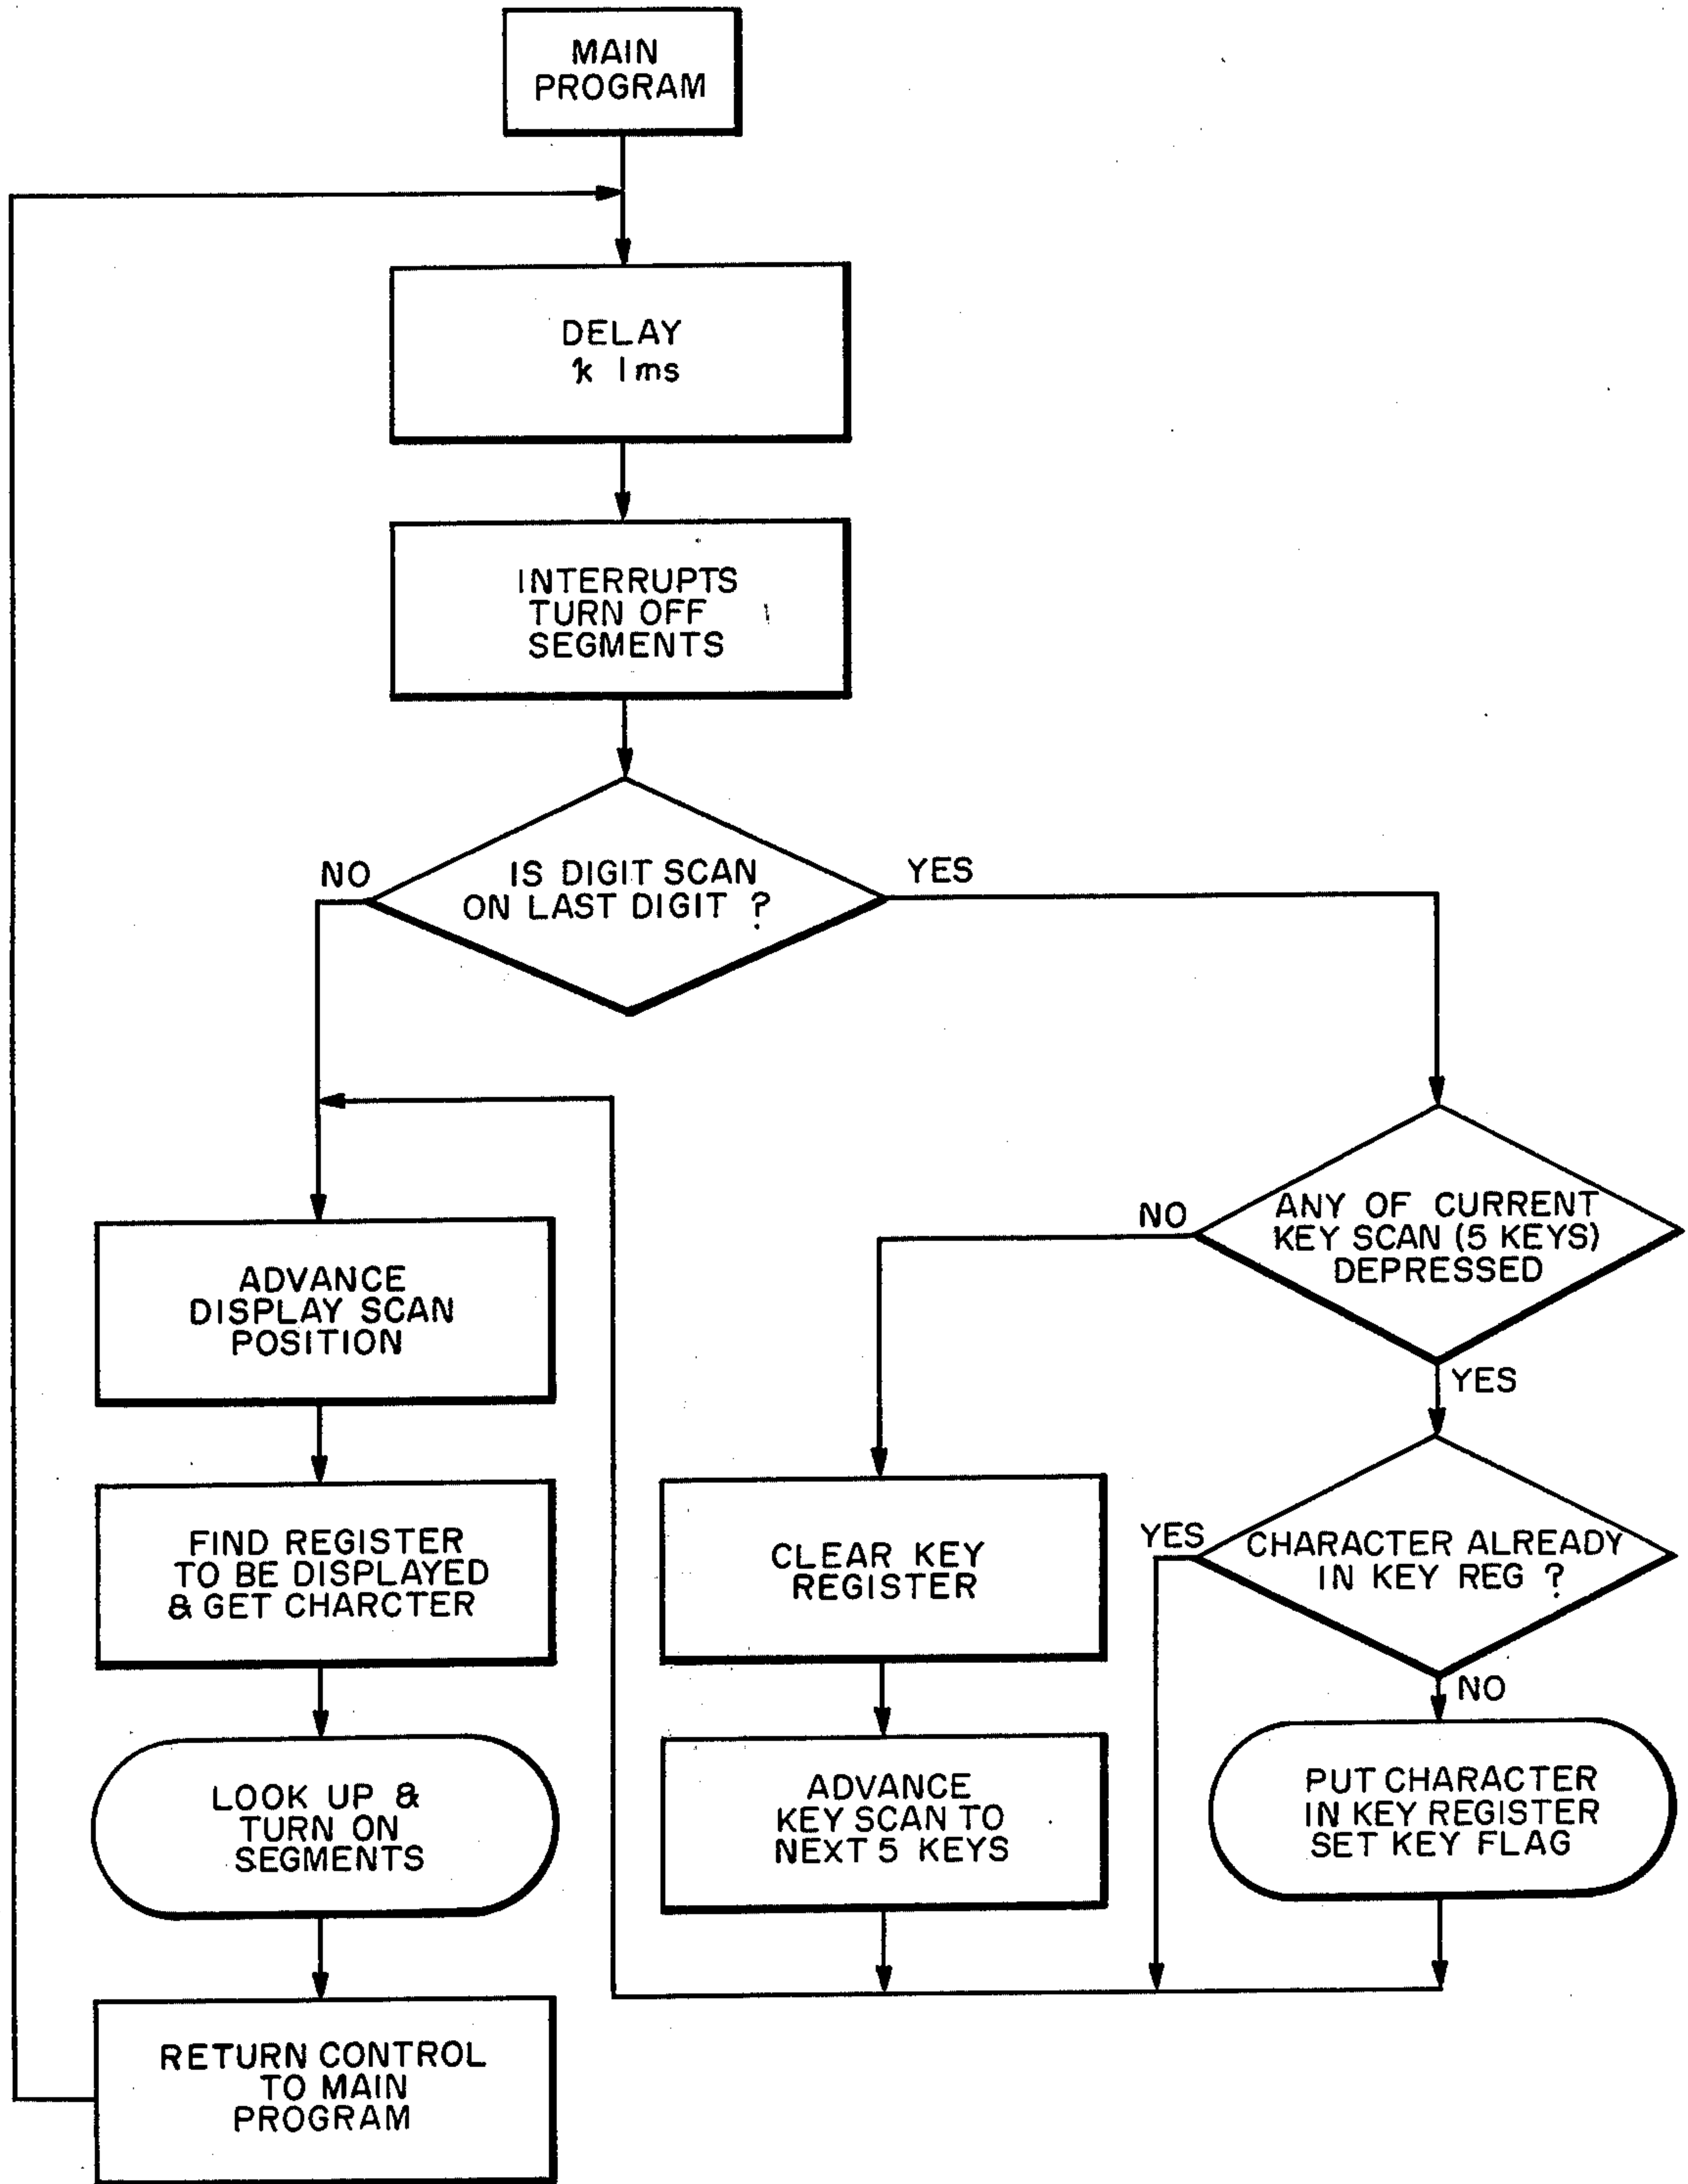 MAIN
PROGRAM
DELAY
k 1ms
INTERRUPTS
TURN OFF
SEGMENTS
IS DIGIT SCAN
ON LAST DIGIT ?
NO
YES
ANY OF CURRENT
KEY SCAN (5 KEYS)
DEPRESSED
NO
YES
ADVANCE
DISPLAY SCAN
POSITION
FIND REGISTER
TO BE DISPLAYED
& GET CHARCTER
CLEAR KEY
REGISTER
CHARACTER ALREADY
IN KEY REG ?
YES
NO
LOOK UP &
TURN ON
SEGMENTS
ADVANCE
KEY SCAN TO
NEXT 5 KEYS
PUT CHARACTER
IN KEY REGISTER
SET KEY FLAG
RETURN CONTROL
TO MAIN
PROGRAM